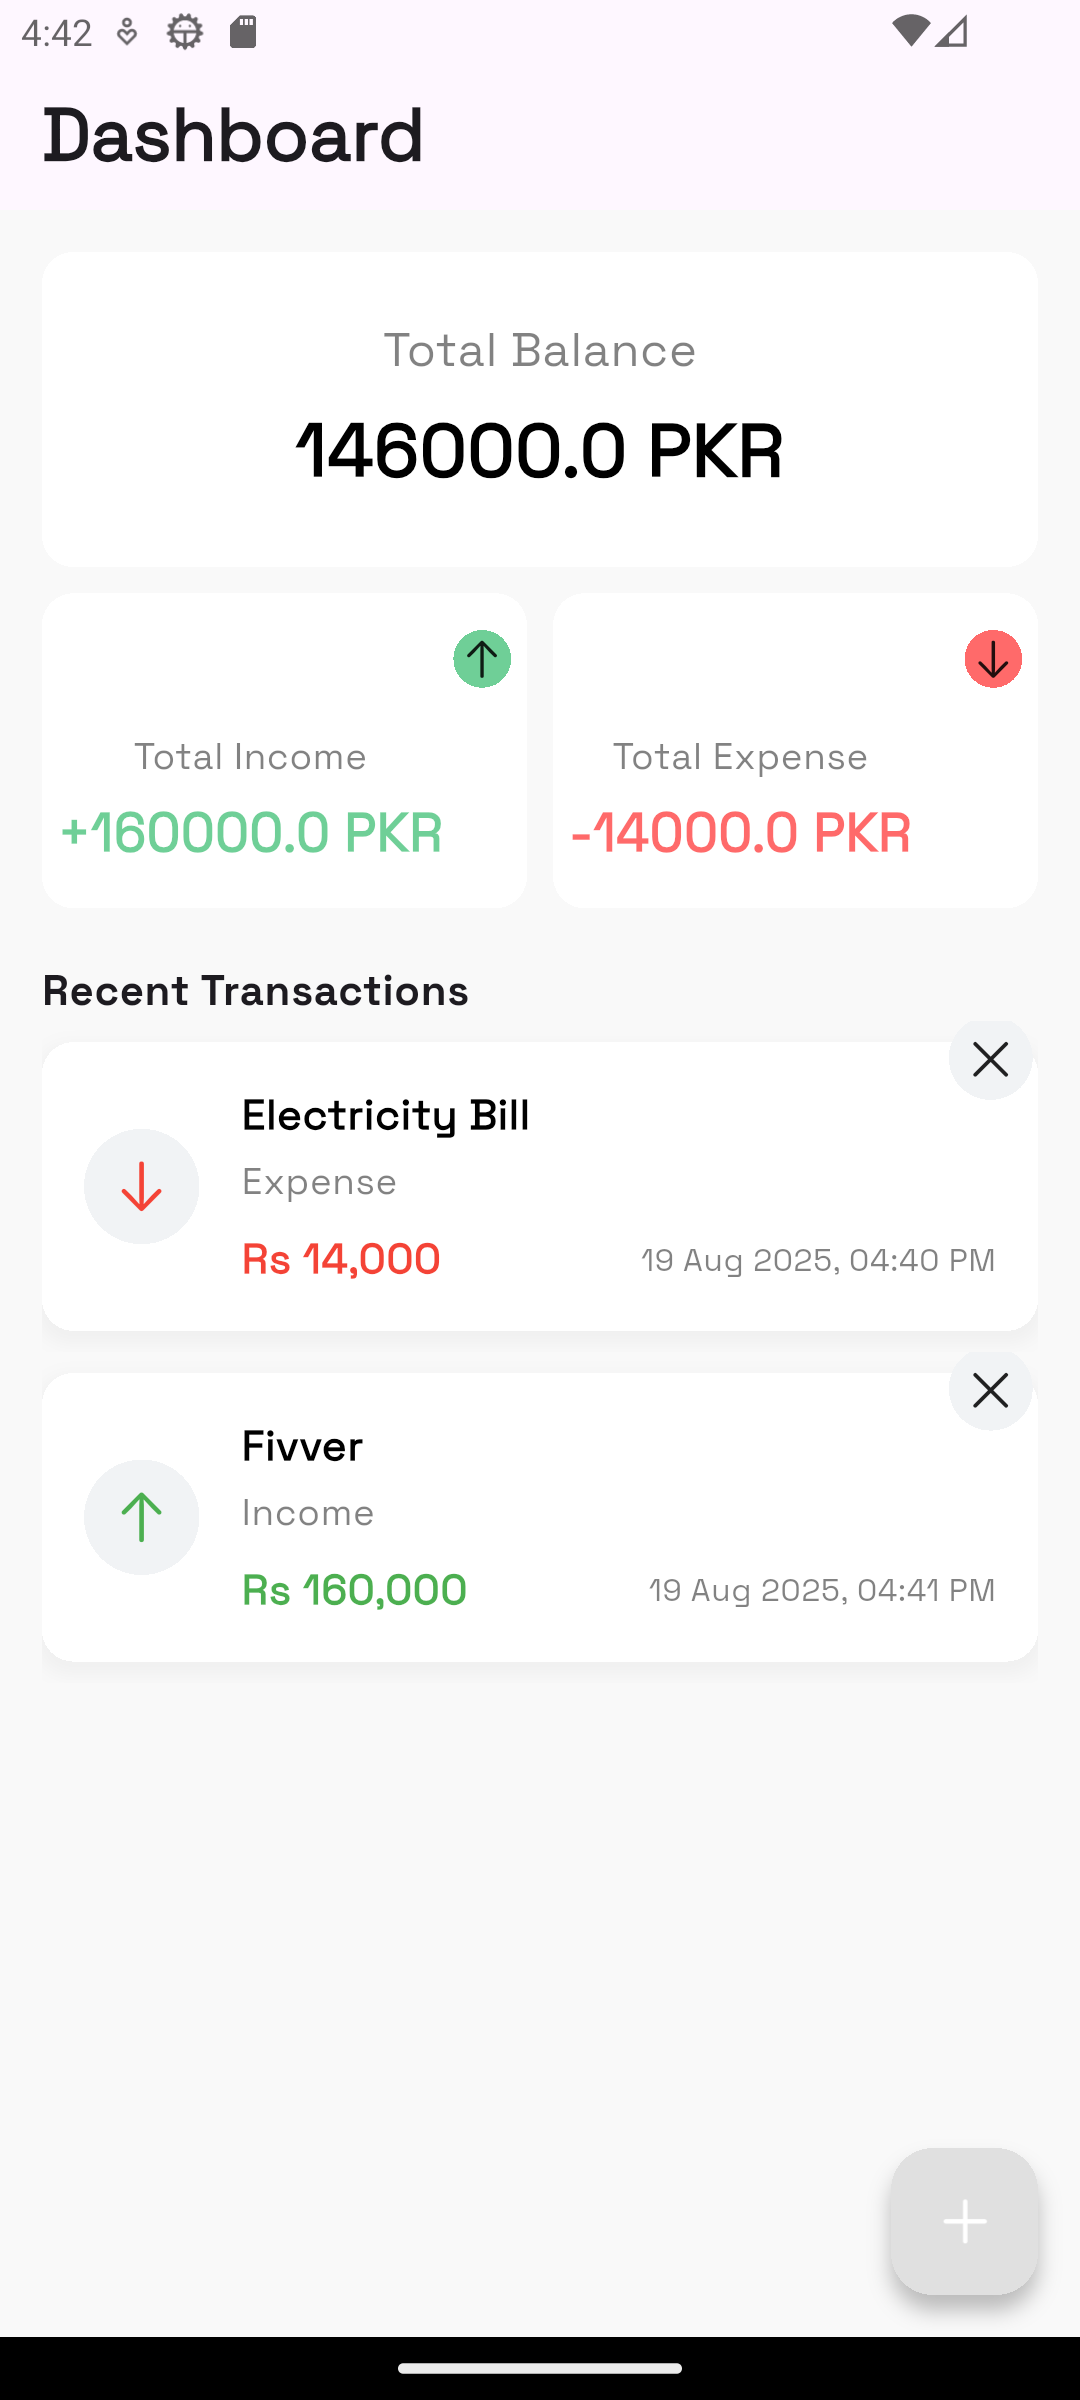 4:42
Dashboard
Total Balance
146000.0 PKR
Total Income
+160000.0 PKR
Total Expense
-14000.0 PKR
Recent Transactions
Electricity Bill
Expense
Rs 14,000
19 Aug 2025, 04:40 PM
Fivver
Income
Rs 160,000
19 Aug 2025, 04:41 PM